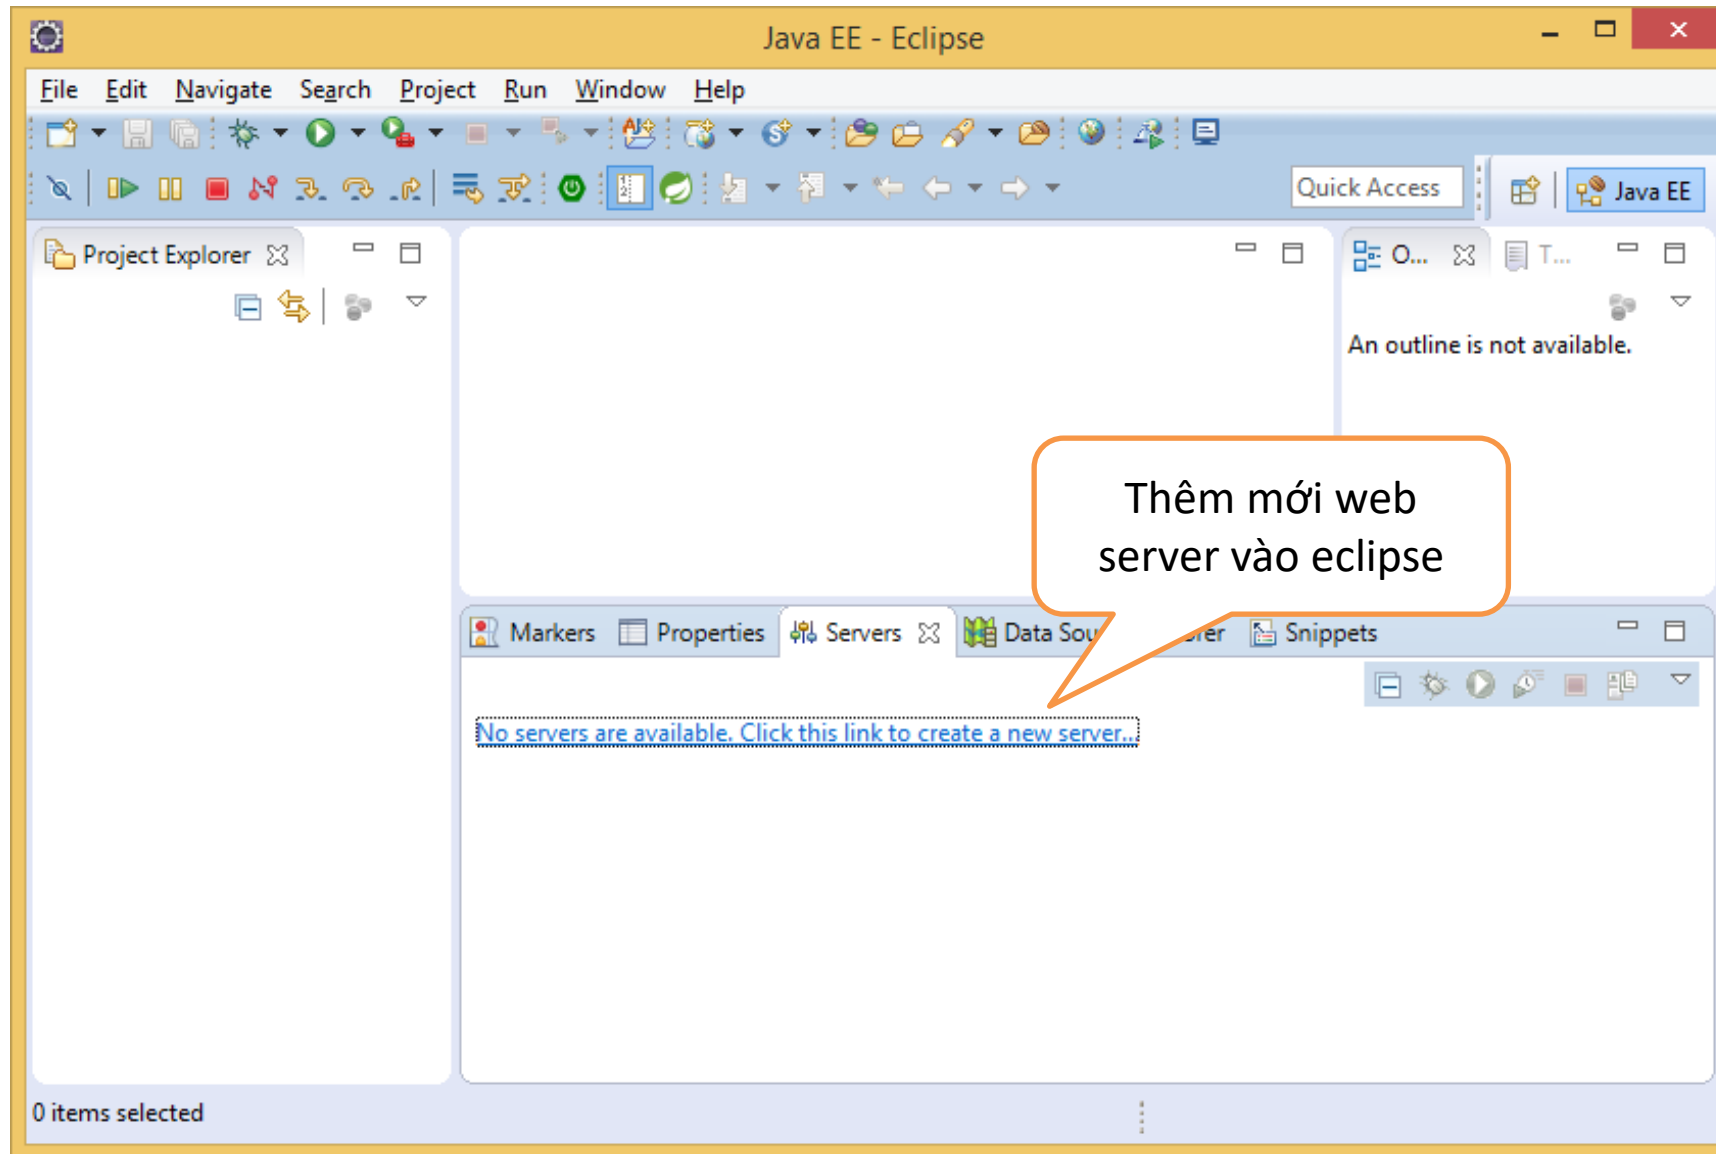 Java EE - Eclipse
File Edit Navigate Search Project Run Window Help
Quick Access
Java EE
Project Explorer
O...
T...
An outline is not available.
Thêm mới web
server vào eclipse
Markers Properties Servers Data Sou rer Snippets
No servers are available. Click this link to create a new server...
0 items selected